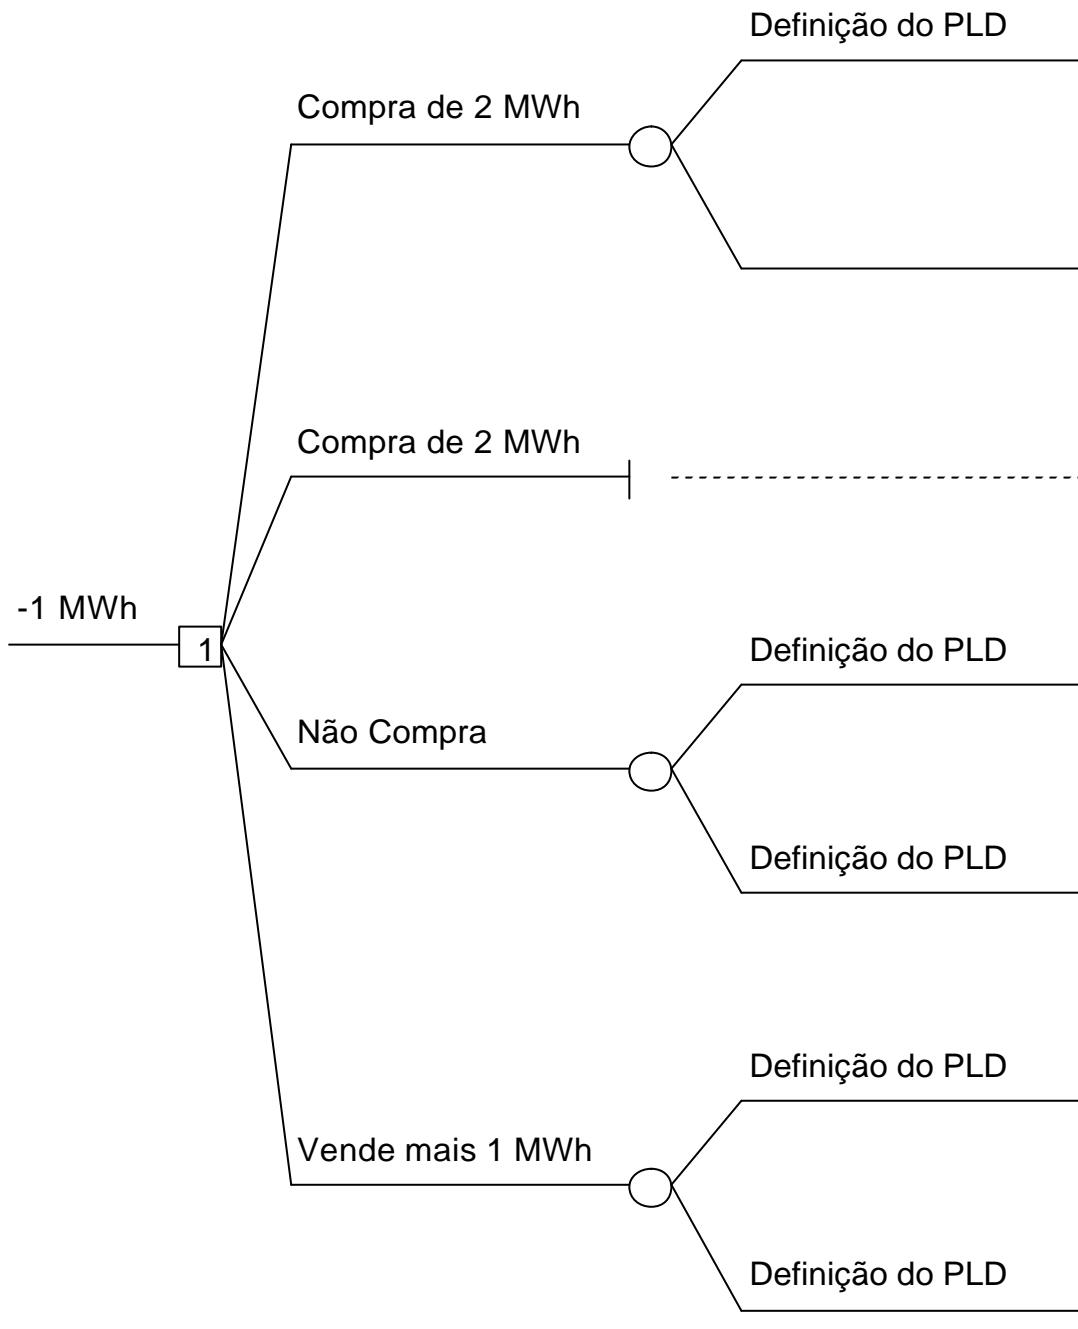 Definição do PLD
Compra de 2 MWh
Compra de 2 MWh
-1 MWh
1
Definição do PLD
Não Compra
Definição do PLD
Definição do PLD
Vende mais 1 MWh
Definição do PLD